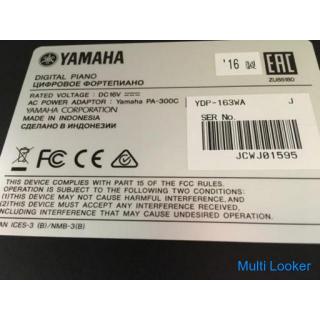 YAMAHA
'16
EAC
DIGITAL PIANO
ЦИФРОВОЕ ФОРТЕПИАНО
ZU85180
RATED VOLTAGE : DC16V
AC POWER ADAPTOR : Yamaha PA-300C
YAMAHA CORPORATION
MADE IN INDONESIA
СДЕЛАНО В ИНДОНЕЗИИ
YDP-163WA J
SER No.
JCWJ01595
FC CE
THIS DEVICE COMPLIES WITH PART 15 OF THE FCC RULES.
OPERATION IS SUBJECT TO THE FOLLOWING TWO CONDITIONS:
(1)THIS DEVICE MAY NOT CAUSE HARMFUL INTERFERENCE, AND
(2)THIS DEVICE MUST ACCEPT ANY INTERFERENCE RECEIVED,
INCLUDING INTERFERENCE THAT MAY CAUSE UNDESIRED OPERATION.
AN ICES-3 (B)/NMB-3(B)
Multi Looker